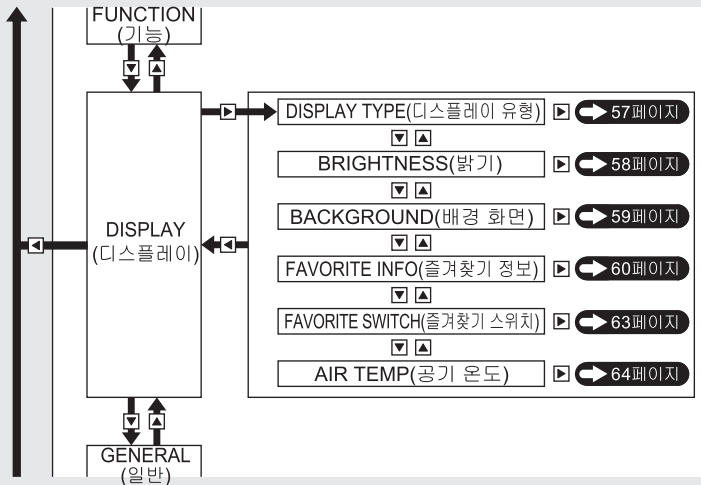 FUNCTION
(기능)
DISPLAY TYPE(디스플레이 유형)
57페이지
BRIGHTNESS(밝기)
58페이지
BACKGROUND(배경 화면)
59페이지
DISPLAY
(디스플레이)
FAVORITE INFO(즐겨찾기 정보)
60페이지
FAVORITE SWITCH(즐겨찾기 스위치)
63페이지
AIR TEMP(공기 온도)
64페이지
GENERAL
(일반)